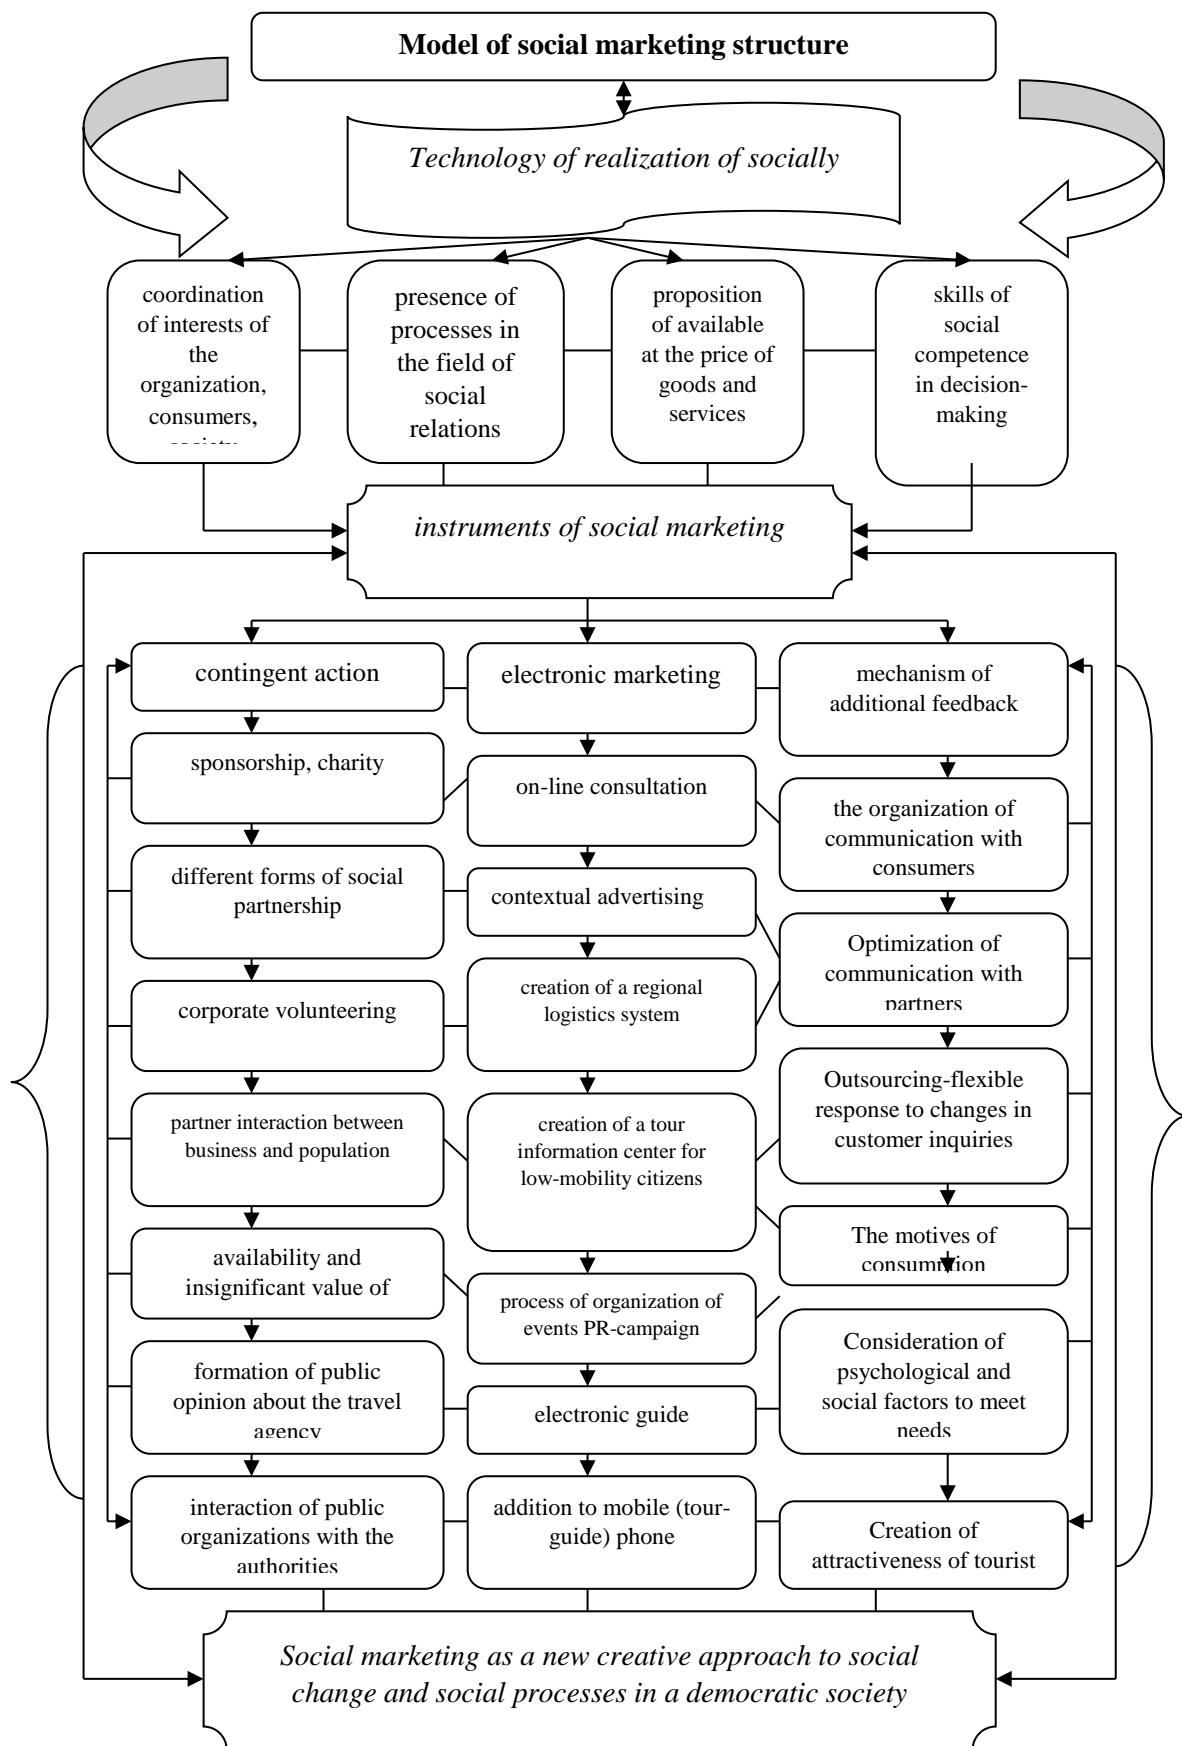 Model of social marketing structure
Technology of realization of socially
coordination
of interests of
the
organization,
consumers,
society
presence of
processes in
the field of
social
relations
proposition
of available
at the price of
goods and
services
skills of
social
competence
in decision-
making
instruments of social marketing
contingent action
sponsorship, charity
different forms of social
partnership
corporate volunteering
partner interaction between
business and population
availability and
insignificant value of
formation of public
opinion about the travel
agency
interaction of public
organizations with the
authorities
electronic marketing
on-line consultation
contextual advertising
creation of a regional
logistics system
creation of a tour
information center for
low-mobility citizens
process of organization of
events PR-campaign
electronic guide
addition to mobile (tour-
guide) phone
mechanism of
additional feedback
the organization of
communication with
consumers
Optimization of
communication with
partners
Outsourcing-flexible
response to changes in
customer inquiries
The motives of
consumption
Consideration of
psychological and
social factors to meet
needs
Creation of
attractiveness of tourist
Social marketing as a new creative approach to social
change and social processes in a democratic society